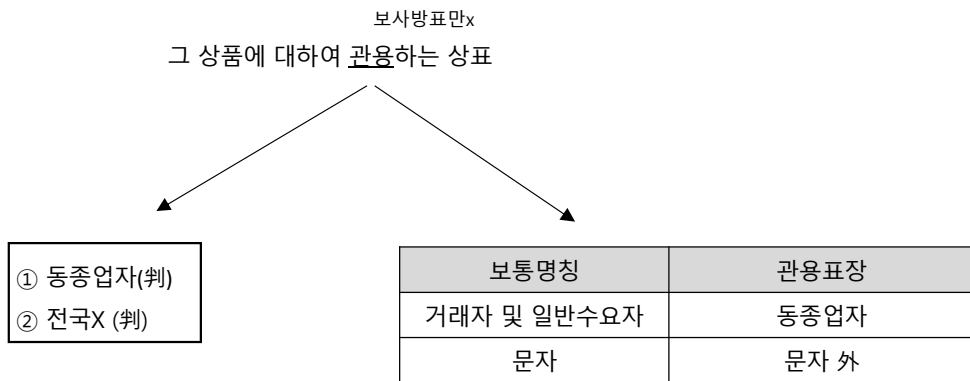 보사방표만x
그 상품에 대하여 관용하는 상표
① 동종업자(判)
② 전국X (判)
보통명칭 관용표장
거래자 및 일반수요자 동종업자
문자 문자 外